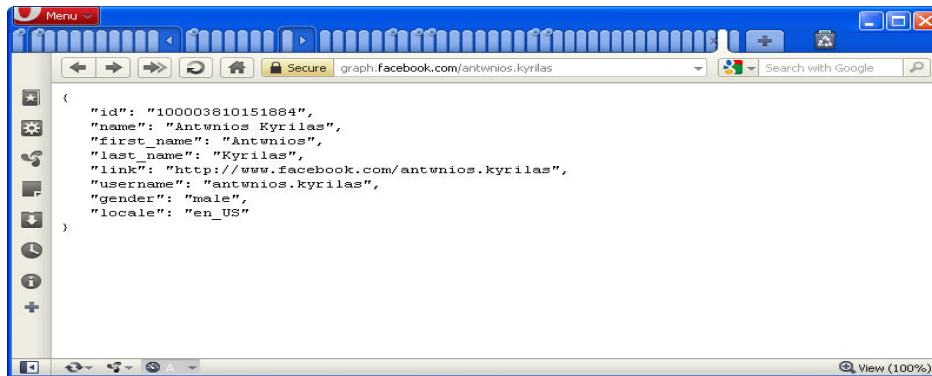 Menu
Secure graph.facebook.com/antwnios.kyrilas Search with Google
{
"id": "100003810151884",
"name": "Antwnios Kyrilas",
"first_name": "Antwnios",
"last_name": "Kyrilas",
"link": "http://www.facebook.com/antwnios.kyrilas",
"username": "antwnios.kyrilas",
"gender": "male",
"locale": "en_US"
}
A
View (100%)